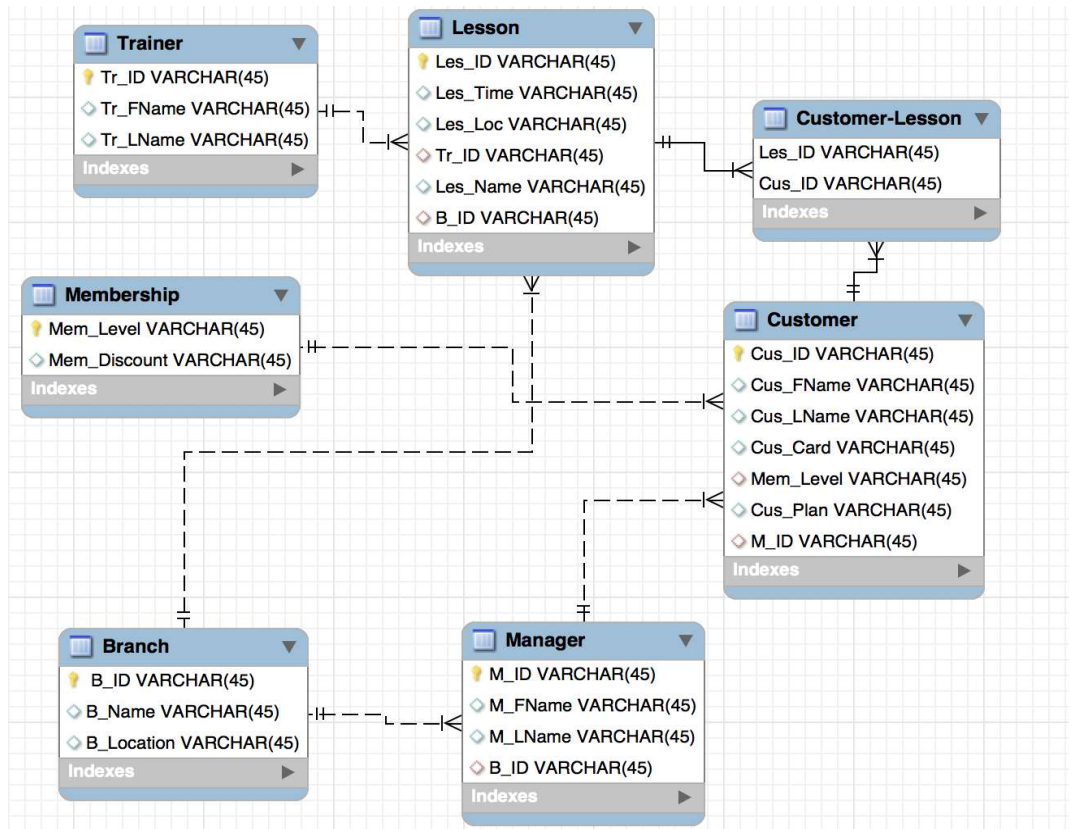 Trainer
Tr_ID VARCHAR(45)
Tr_FName VARCHAR(45)
Tr_LName VARCHAR(45)
Indexes
Lesson
Les_ID VARCHAR(45)
Les_Time VARCHAR(45)
Les_Loc VARCHAR(45)
Tr_ID VARCHAR(45)
Les_Name VARCHAR(45)
B_ID VARCHAR(45)
Indexes
Customer-Lesson
Les_ID VARCHAR(45)
Cus_ID VARCHAR(45)
Indexes
Membership
Mem_Level VARCHAR(45)
Mem_Discount VARCHAR(45)
Indexes
Customer
Cus_ID VARCHAR(45)
Cus_FName VARCHAR(45)
Cus_LName VARCHAR(45)
Cus_Card VARCHAR(45)
Mem_Level VARCHAR(45)
Cus_Plan VARCHAR(45)
M_ID VARCHAR(45)
Indexes
Branch
B_ID VARCHAR(45)
B_Name VARCHAR(45)
B_Location VARCHAR(45)
Indexes
Manager
M_ID VARCHAR(45)
M_FName VARCHAR(45)
M_LName VARCHAR(45)
B_ID VARCHAR(45)
Indexes